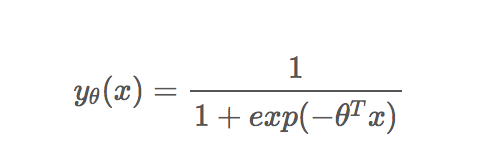 y_θ(x) = 1 / (1 + exp(−θ^T x))